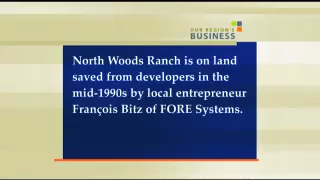 OUR REGION'S
BUSINESS
North Woods Ranch is on land
saved from developers in the
mid-1990s by local entrepreneur
François Bitz of FORE Systems.